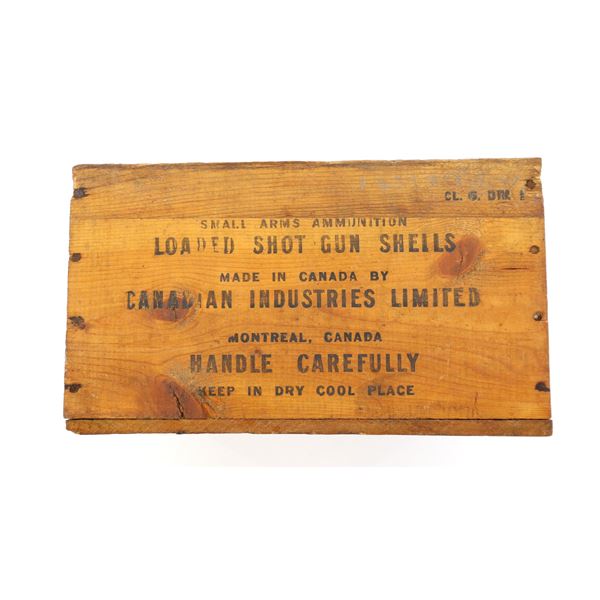 CL. 6. DIV. 1
SMALL ARMS AMMUNITION
LOADED SHOT GUN SHELLS
MADE IN CANADA BY
CANADIAN INDUSTRIES LIMITED
MONTREAL, CANADA
HANDLE CAREFULLY
KEEP IN DRY COOL PLACE